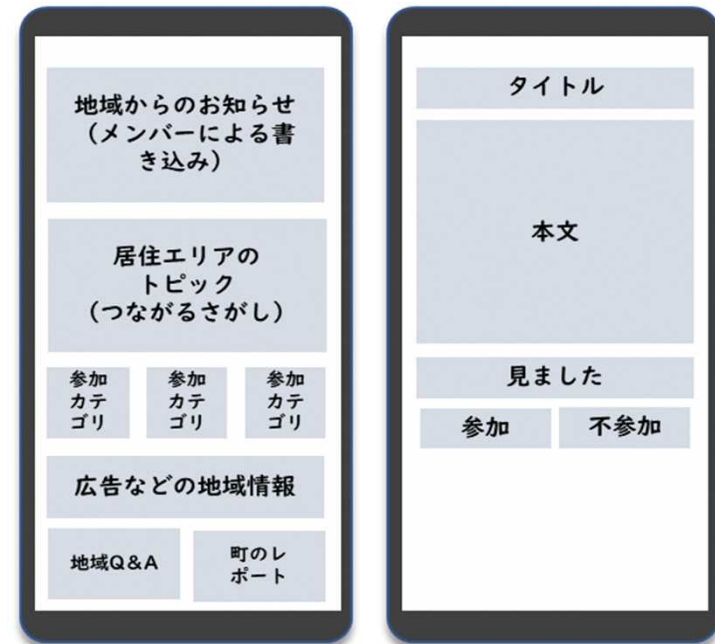 地域からのお知らせ
（メンバーによる書
き込み）
居住エリアの
トピック
（つながるさがし）
参加
カテ
ゴリ
参加
カテ
ゴリ
参加
カテ
ゴリ
広告などの地域情報
地域Q&A
町のレ
ポート
タイトル
本文
見ました
参加
不参加